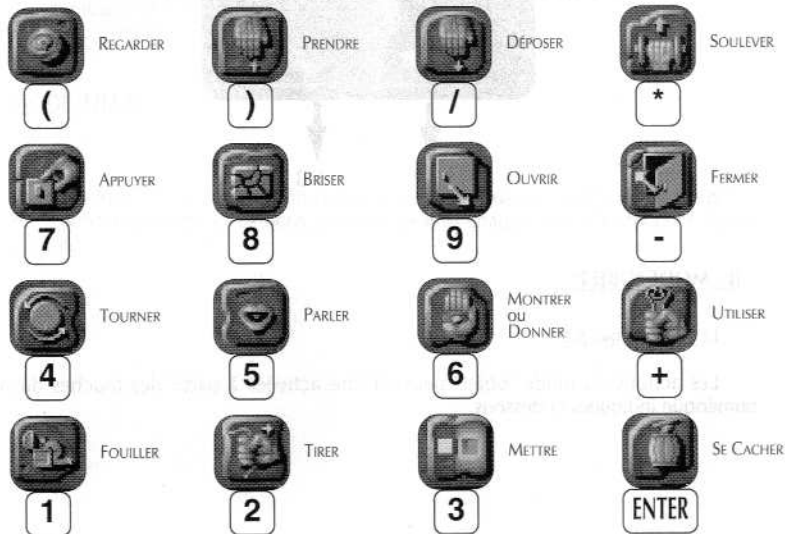 REGARDER
PRENDRE
DÉPOSER
SOULEVER
(
)
/
*
APPUYER
BRISER
OUVRIR
FERMER
7
8
9
-
TOURNER
PARLER
MONTRER
OU
DONNER
UTILISER
4
5
6
+
FOUILLER
TIRER
METTRE
SE CACHER
1
2
3
ENTER